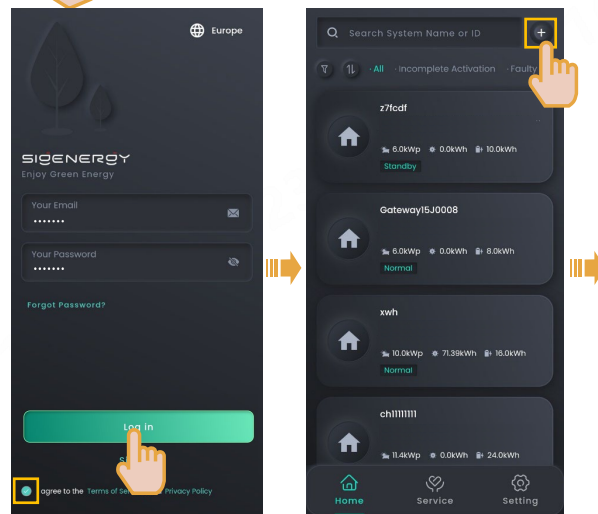 Europe
SIGENERGY
Enjoy Green Energy
Your Email
•••••••
Your Password
•••••••
Forgot Password?
Log in
agree to the Terms of Privacy Policy
Search System Name or ID
All · Incomplete Activation · Faulty
z7fcdf
6.0kWp 0.0kWh 10.0kWh
Standby
Gateway15J0008
6.0kWp 0.0kWh 8.0kWh
Normal
xwh
10.0kWp 71.39kWh 16.0kWh
Normal
11.4kWp 0.0kWh 24.0kWh
Home Service Setting